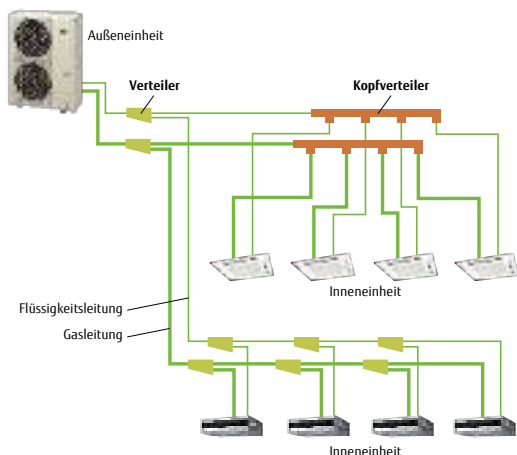 Außeneinheit
Verteiler
Kopfverteiler
Inneneinheit
Flüssigkeitsleitung
Gasleitung
Inneneinheit